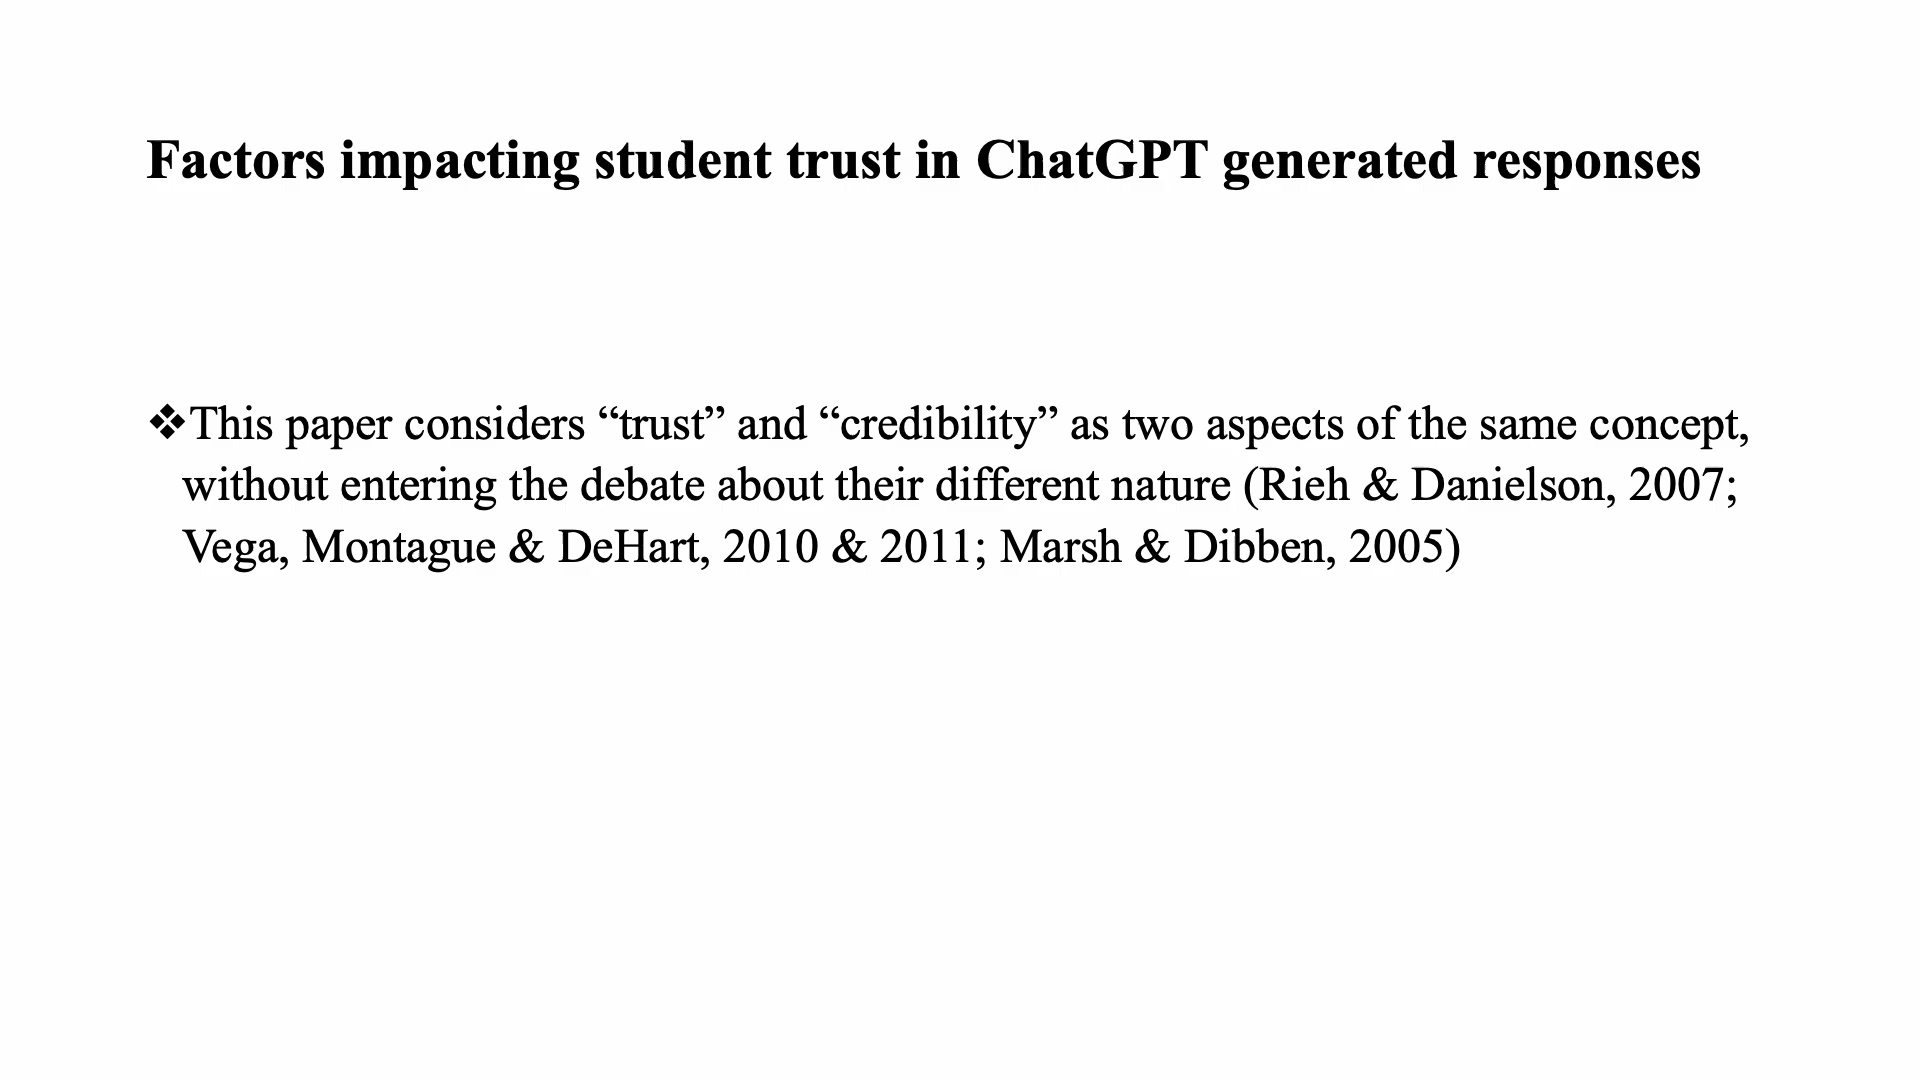 Factors impacting student trust in ChatGPT generated responses
❖This paper considers “trust” and “credibility” as two aspects of the same concept,
without entering the debate about their different nature (Rieh & Danielson, 2007;
Vega, Montague & DeHart, 2010 & 2011; Marsh & Dibben, 2005)